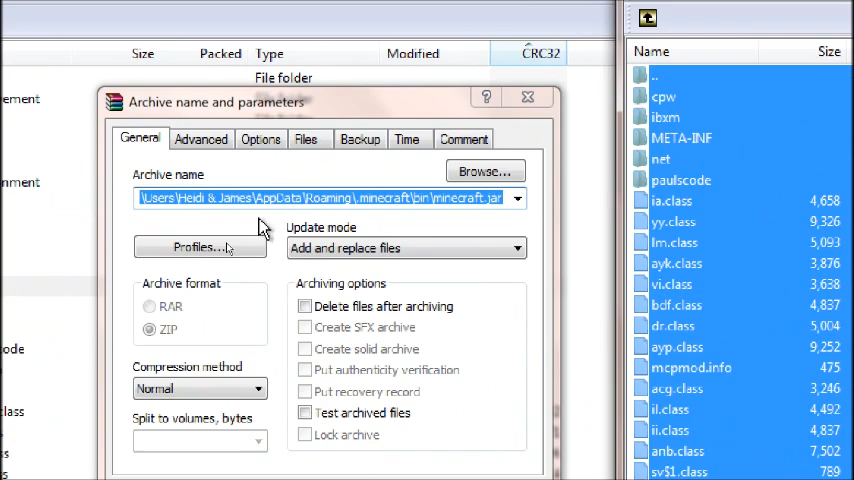 Size Packed Type Modified CRC32
File folder
ement
nment
code
class
Archive name and parameters
?
General Advanced Options Files Backup Time Comment
Archive name
Browse...
\Users\Heidi & James\AppData\Roaming\.minecraft\bin\minecraft.jar
Profiles...
Update mode
Add and replace files
Archive format
RAR
ZIP
Compression method
Normal
Split to volumes, bytes
Archiving options
Delete files after archiving
Create SFX archive
Create solid archive
Put authenticity verification
Put recovery record
Test archived files
Lock archive
Name Size
..
cpw
ibxm
META-INF
net
paulscode
ia.class 4,658
yy.class 9,326
lm.class 5,093
ayk.class 3,876
vi.class 3,638
bdf.class 4,837
dr.class 5,004
ayp.class 9,252
mcpmod.info 475
acg.class 3,246
il.class 4,492
ii.class 4,837
anb.class 7,502
sv$1.class 789